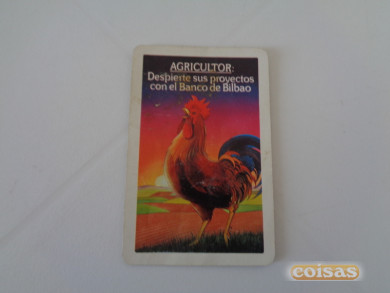 AGRICULTOR:
Despierte sus proyectos
con el Banco de Bilbao
coisas